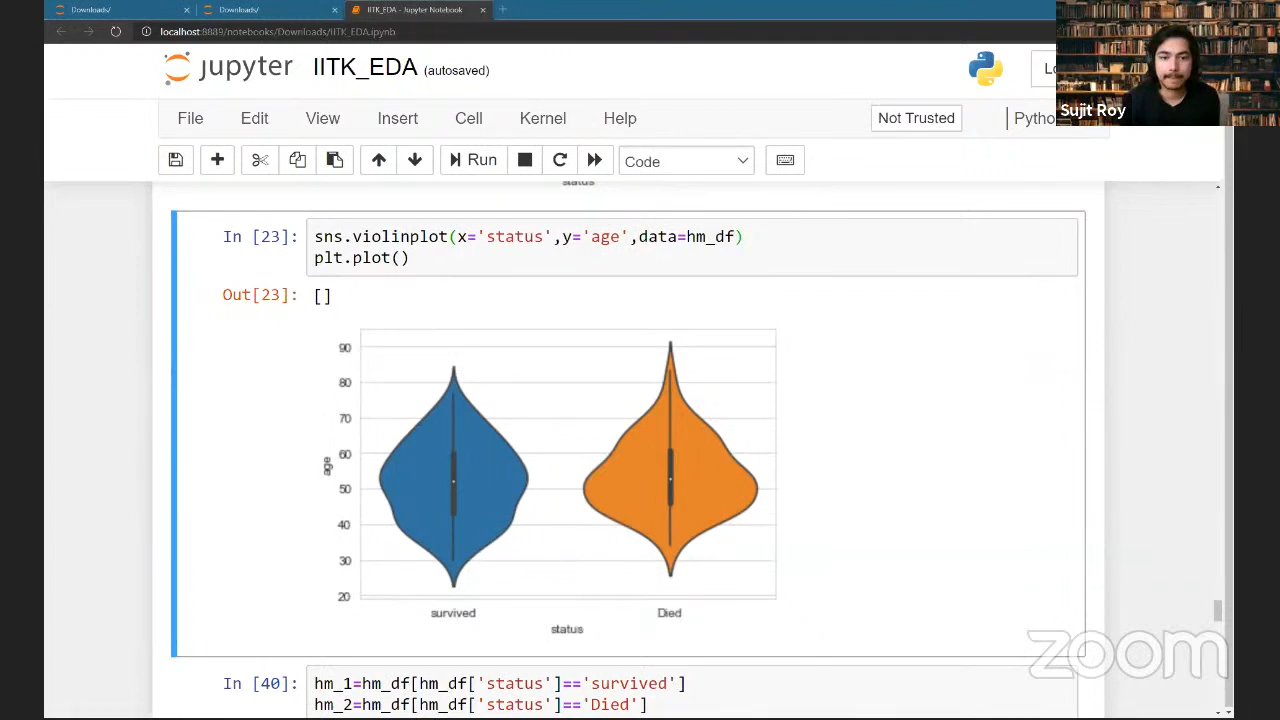 Downloads/
Downloads/
IITK_EDA - Jupyter Notebook
localhost:8889/notebooks/Downloads/IITK_EDA.ipynb
jupyter IITK_EDA (autosaved)
Sujit Roy
File Edit View Insert Cell Kernel Help Not Trusted
Run Code
status
In [23]: sns.violinplot(x='status',y='age',data=hm_df)
plt.plot()
Out[23]: []
90
80
70
60
50
40
30
20
age
survived Died
status
zoom
In [40]: hm_1=hm_df[hm_df['status']=='survived']
hm_2=hm_df[hm_df['status']=='Died']